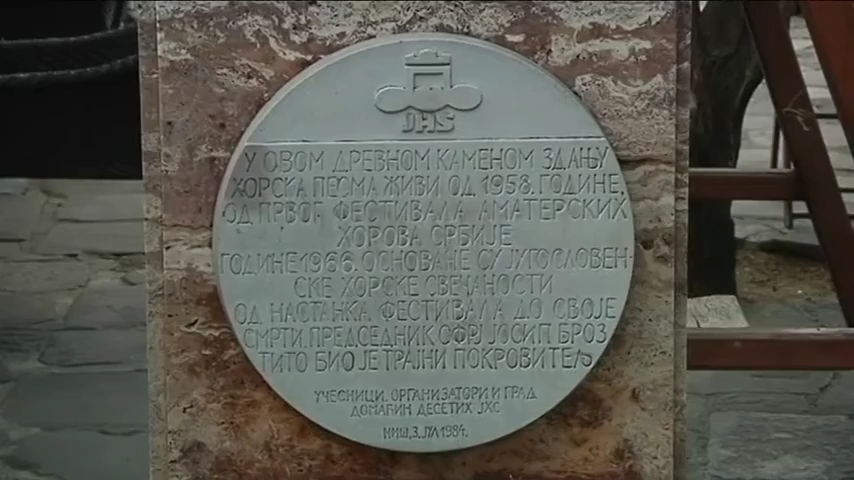 JHS
У ОВОМ ДРЕВНОМ КАМЕНОМ ЗДАЊУ
ХОРСКА ПЕСМА ЖИВИ ОД 1958. ГОДИНЕ.
ОД ПРВОГ ФЕСТИВАЛА АМАТЕРСКИХ
ХОРОВА СРБИЈЕ
ГОДИНЕ 1966. ОСНОВАНЕ СУ ЈУГОСЛОВЕН-
СКЕ ХОРСКЕ СВЕЧАНОСТИ
ОД НАСТАНКА ФЕСТИВАЛА ДО СВОЈЕ
СМРТИ, ПРЕДСЕДНИК СФРЈ ЈОСИП БРОЗ
ТИТО БИО ЈЕ ТРАЈНИ ПОКРОВИТЕЉ
УЧЕСНИЦИ, ОРГАНИЗАТОРИ И ГРАД
ДОМАЋИН ДЕСЕТИХ ЈХС
НИШ, 3. ЈУЛ 1984.